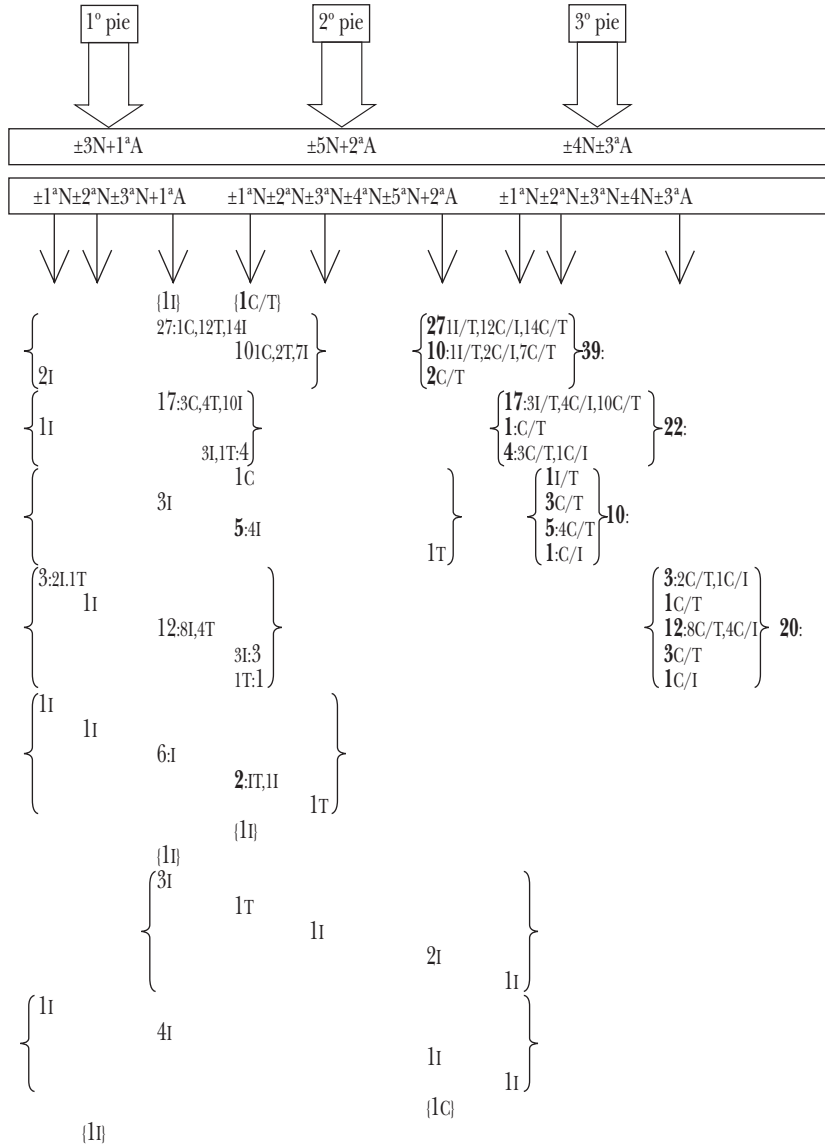 1º pie 2º pie 3º pie
±3N+1ªA ±5N+2ªA ±4N±3ªA
±1ªN±2ªN±3ªN+1ªA ±1ªN±2ªN±3ªN±4ªN±5ªN+2ªA ±1ªN±2ªN±3ªN±4N±3ªA
{1I} {1C/T}
27:1C,12T,14I 271I/T,12C/I,14C/T
101C,2T,7I 10:1I/T,2C/I,7C/T 39:
2I 2C/T
17:3C,4T,10I 17:3I/T,4C/I,10C/T
1I 1:C/T 22:
3I,1T:4 4:3C/T,1C/I
1C 1I/T
3I 3C/T
5:4I 5:4C/T 10:
1T 1:C/I
3:2I.1T 3:2C/T,1C/I
1I 1C/T
12:8I,4T 12:8C/T,4C/I 20:
3I:3 3C/T
1T:1 1C/I
1I
1I
6:I
2:IT,1I
1T
{1I}
{1I}
3I
1T
1I
2I
1I
1I
4I
1I
1I
{1C}
{1I}